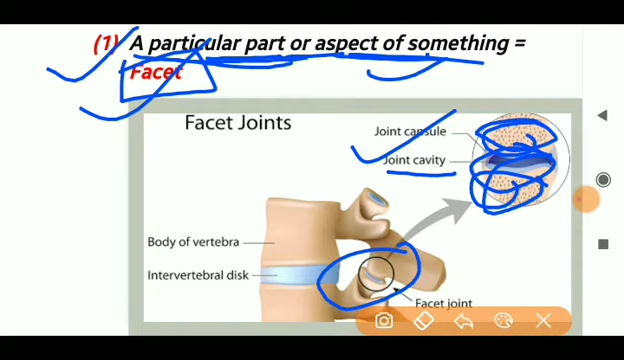 (1) A particular part or aspect of something =
Facet
Facet Joints
Joint capsule
Joint cavity
Body of vertebra
Intervertebral disk
Facet joint